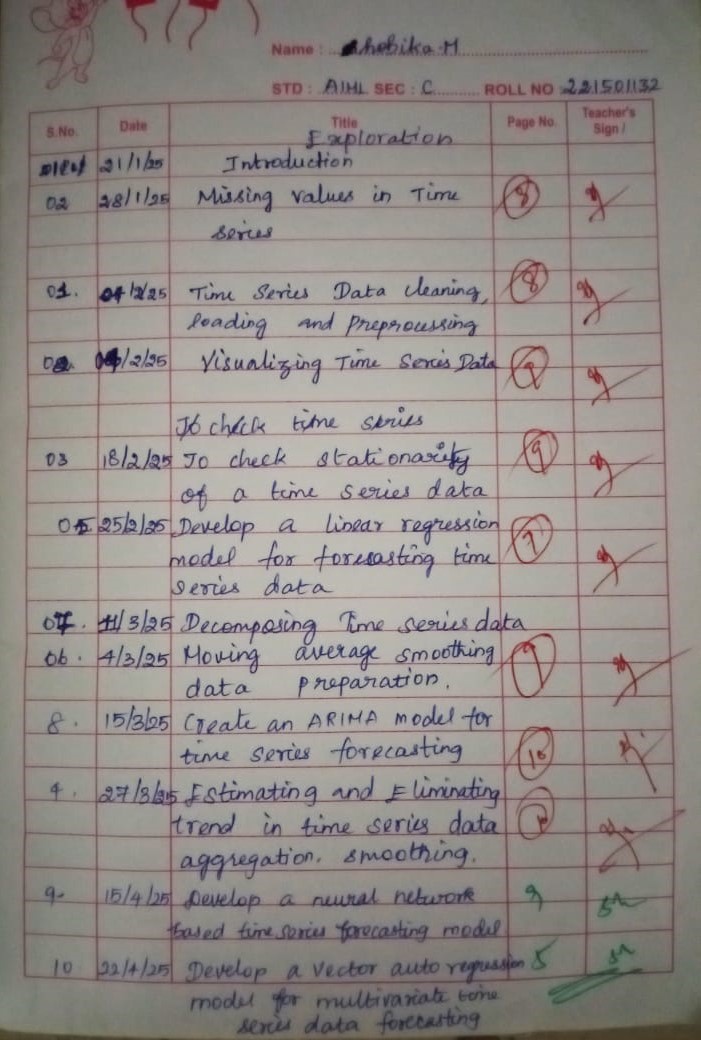 Name : hobika.M
STD : AIML SEC : C ROLL NO : 221501132
S.No. Date Title Page No. Teacher's Sign /
Exploration
21/1/25 Introduction
02 28/1/25 Missing values in Time 8
series
01. 04/2/25 Time Series Data cleaning, 8
loading and Preprocessing
02. /2/25 Visualizing Time Series Data 9
To check time series
03 18/2/25 To check stationarity 9
of a time series data
05 25/2/25 Develop a linear regression 9
model for forecasting time
series data
07. 11/3/25 Decomposing Time series data
06. 4/3/25 Moving average smoothing 9
data preparation.
8. 15/3/25 Create an ARIMA model for
time series forecasting 10
4. 27/3/25 Estimating and Eliminating
trend in time series data
aggregation. smoothing.
9. 15/4/25 Develop a neural network 9
based time series forecasting model
10 22/4/25 Develop a vector auto regression 5
model for multivariate time
series data forecasting